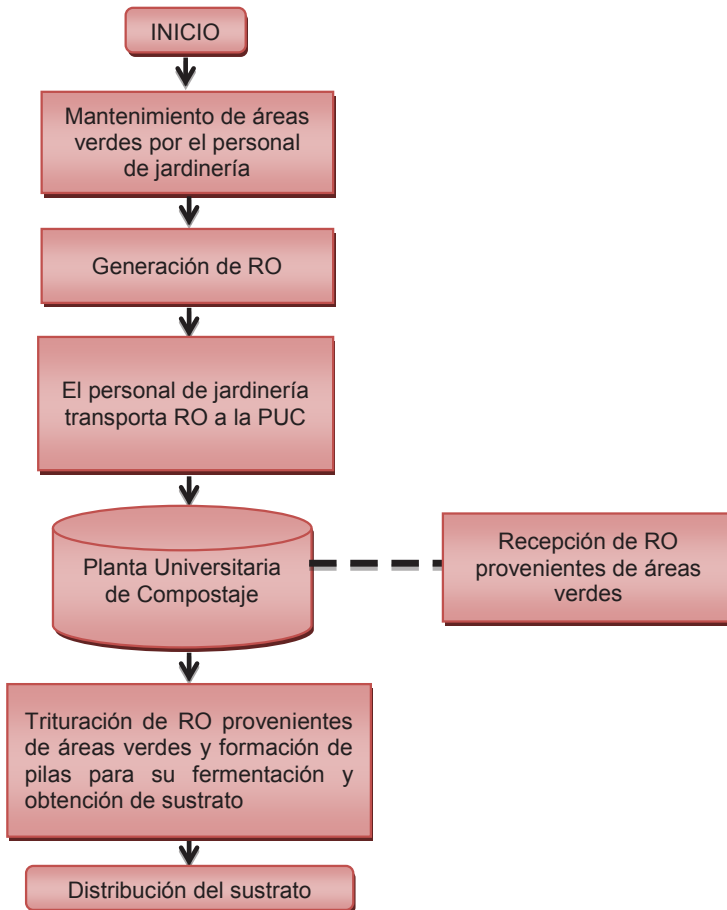 INICIO
Mantenimiento de áreas
verdes por el personal
de jardinería
Generación de RO
El personal de jardinería
transporta RO a la PUC
Planta Universitaria
de Compostaje
Recepción de RO
provenientes de áreas
verdes
Trituración de RO provenientes
de áreas verdes y formación de
pilas para su fermentación y
obtención de sustrato
Distribución del sustrato